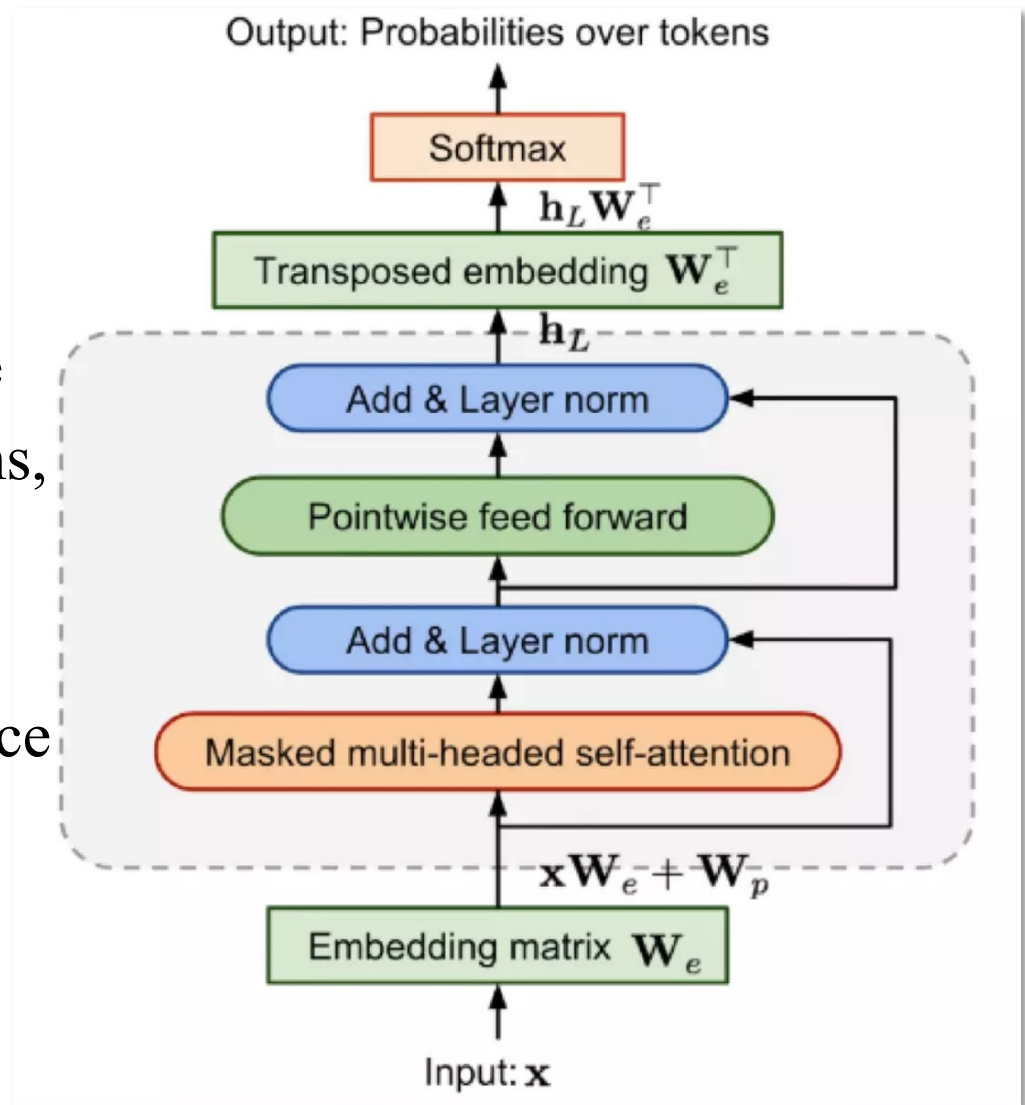 Output: Probabilities over tokens
Softmax
h_L W_e^⊤
Transposed embedding W_e^⊤
h_L
Add & Layer norm
ns,
Pointwise feed forward
Add & Layer norm
ce
Masked multi-headed self-attention
xW_e + W_p
Embedding matrix W_e
Input: x